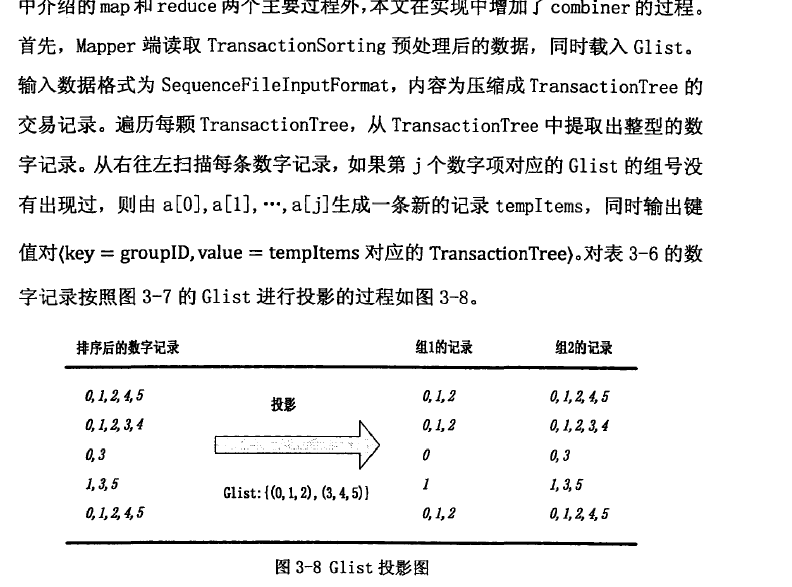 中介绍的 map 和 reduce 两个主要过程外,本文在实现中增加了 combiner 的过程。
首先，Mapper 端读取 TransactionSorting 预处理后的数据，同时载入 Glist。
输入数据格式为 SequenceFileInputFormat，内容为压缩成 TransactionTree 的
交易记录。遍历每颗 TransactionTree，从 TransactionTree 中提取出整型的数
字记录。从右往左扫描每条数字记录，如果第 j 个数字项对应的 Glist 的组号没
有出现过，则由 a[0],a[1],…,a[j]生成一条新的记录 tempItems，同时输出键
值对⟨key = groupID, value = tempItems 对应的 TransactionTree⟩。对表 3-6 的数
字记录按照图 3-7 的 Glist 进行投影的过程如图 3-8。
排序后的数字记录 组1的记录 组2的记录
0,1,2,4,5 0,1,2 0,1,2,4,5
投影
0,1,2,3,4 0,1,2 0,1,2,3,4
0,3 0 0,3
1,3,5 1 1,3,5
Glist:{(0,1,2),(3,4,5)}
0,1,2,4,5 0,1,2 0,1,2,4,5
图 3-8 Glist 投影图